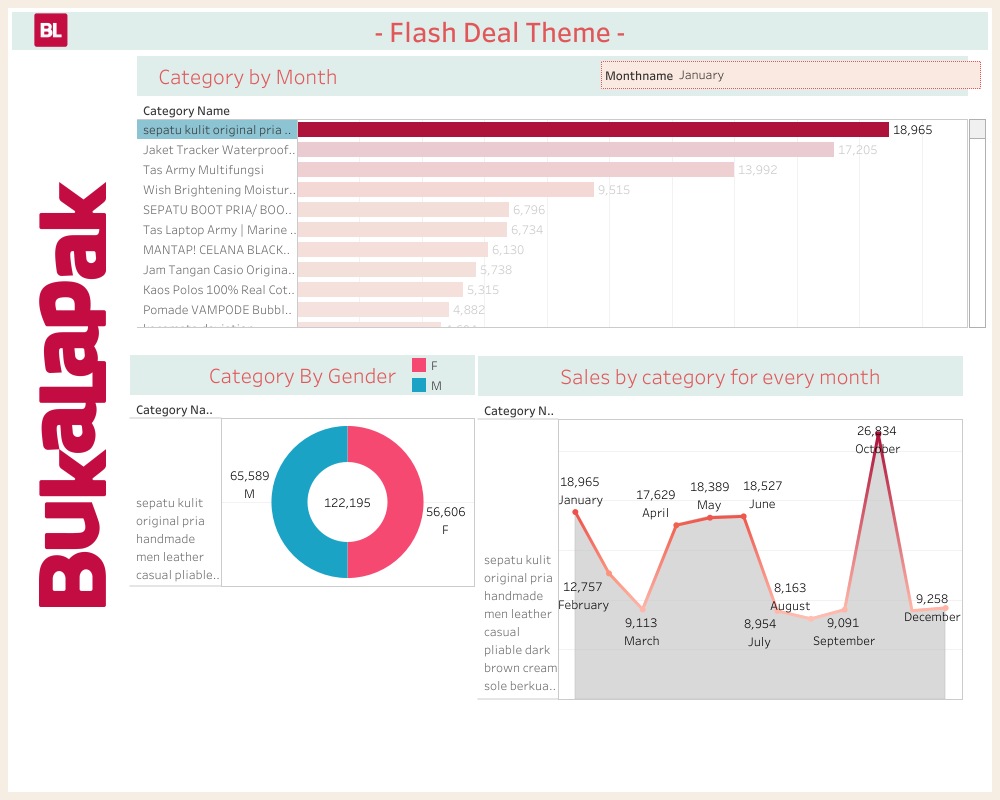 BL
- Flash Deal Theme -
Bukalapak
Category by Month
Monthname January
Category Name
sepatu kulit original pria .. 18,965
Jaket Tracker Waterproof.. 17,205
Tas Army Multifungsi 13,992
Wish Brightening Moistur.. 9,515
SEPATU BOOT PRIA/ BOO.. 6,796
Tas Laptop Army | Marine .. 6,734
MANTAP! CELANA BLACK.. 6,130
Jam Tangan Casio Origina.. 5,738
Kaos Polos 100% Real Cot.. 5,315
Pomade VAMPODE Bubbl.. 4,882
Category By Gender
F
M
Category Na..
sepatu kulit
original pria
handmade
men leather
casual pliable..
65,589
M
122,195
56,606
F
Sales by category for every month
Category N..
sepatu kulit
original pria
handmade
men leather
casual
pliable dark
brown cream
sole berkua..
18,965
January
12,757
February
9,113
March
17,629
April
18,389
May
18,527
June
8,954
July
8,163
August
9,091
September
26,834
October
9,258
December